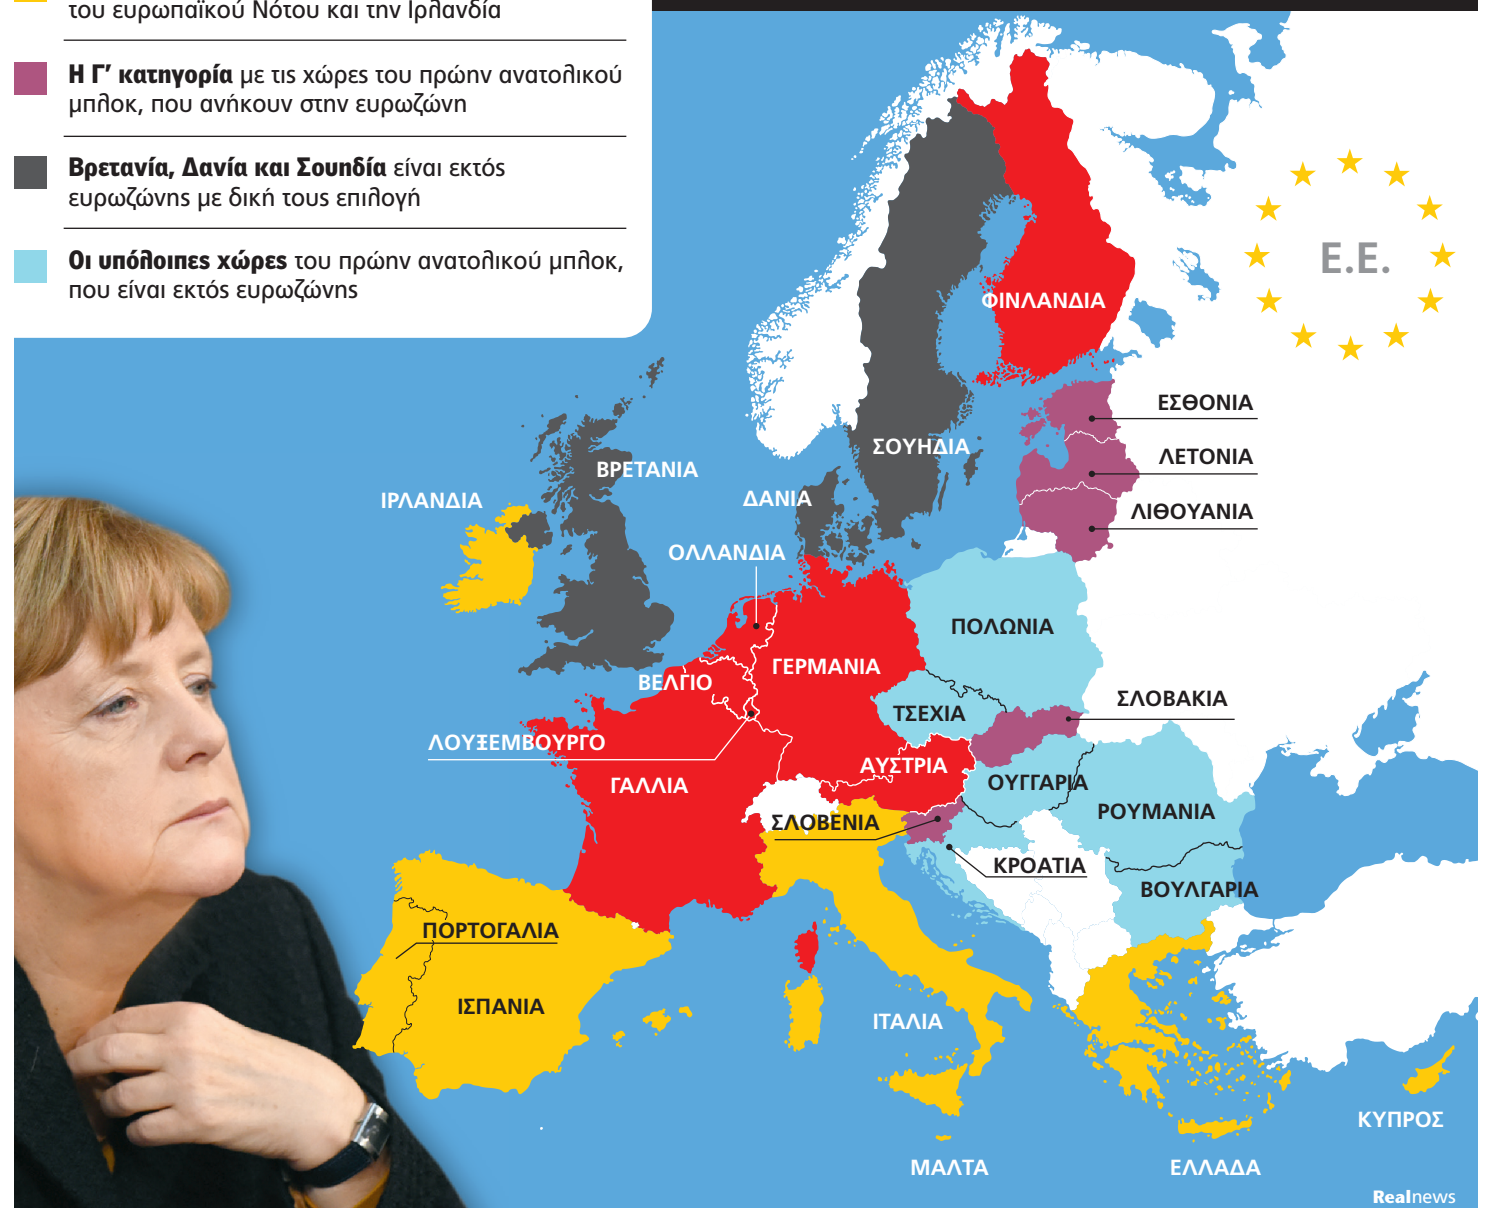 του ευρωπαϊκού Νότου και την Ιρλανδία
Η Γ’ κατηγορία με τις χώρες του πρώην ανατολικού
μπλοκ, που ανήκουν στην ευρωζώνη
Βρετανία, Δανία και Σουηδία είναι εκτός
ευρωζώνης με δική τους επιλογή
Οι υπόλοιπες χώρες του πρώην ανατολικού μπλοκ,
που είναι εκτός ευρωζώνης
Ε.Ε.
ΦΙΝΛΑΝΔΙΑ
ΕΣΘΟΝΙΑ
ΣΟΥΗΔΙΑ
ΛΕΤΟΝΙΑ
ΒΡΕΤΑΝΙΑ
ΙΡΛΑΝΔΙΑ
ΔΑΝΙΑ
ΛΙΘΟΥΑΝΙΑ
ΟΛΛΑΝΔΙΑ
ΠΟΛΩΝΙΑ
ΓΕΡΜΑΝΙΑ
ΒΕΛΓΙΟ
ΣΛΟΒΑΚΙΑ
ΤΣΕΧΙΑ
ΛΟΥΞΕΜΒΟΥΡΓΟ
ΑΥΣΤΡΙΑ
ΓΑΛΛΙΑ
ΟΥΓΓΑΡΙΑ
ΡΟΥΜΑΝΙΑ
ΣΛΟΒΕΝΙΑ
ΚΡΟΑΤΙΑ
ΒΟΥΛΓΑΡΙΑ
ΠΟΡΤΟΓΑΛΙΑ
ΙΣΠΑΝΙΑ
ΙΤΑΛΙΑ
ΚΥΠΡΟΣ
ΜΑΛΤΑ
ΕΛΛΑΔΑ
Realnews